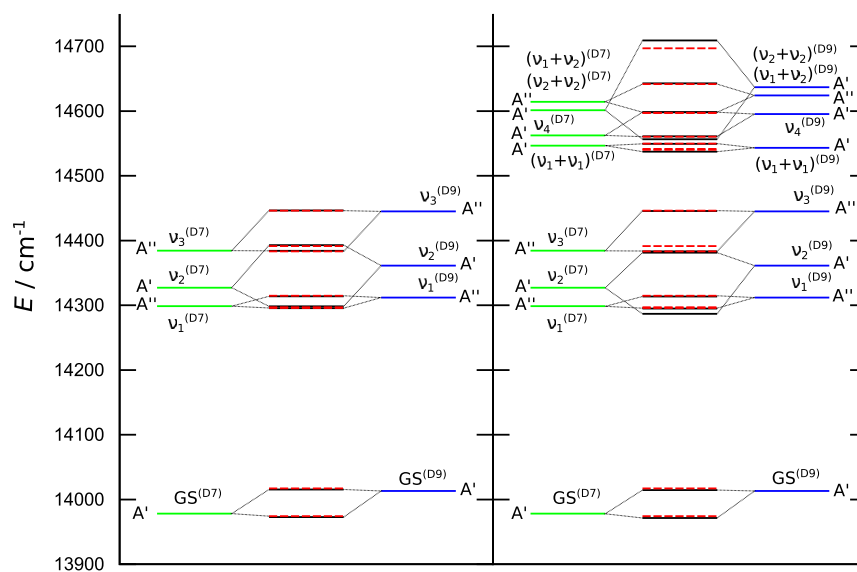 E / cm⁻¹
14700
14600
14500
14400
14300
14200
14100
14000
13900
A''
ν₃⁽ᴰ⁷⁾
A'
ν₂⁽ᴰ⁷⁾
A''
ν₁⁽ᴰ⁷⁾
GS⁽ᴰ⁷⁾
A'
ν₃⁽ᴰ⁹⁾
A''
ν₂⁽ᴰ⁹⁾
A'
ν₁⁽ᴰ⁹⁾
A''
GS⁽ᴰ⁹⁾
A'
(ν₁+ν₂)⁽ᴰ⁷⁾
(ν₂+ν₂)⁽ᴰ⁷⁾
A''
A'
ν₄⁽ᴰ⁷⁾
A'
A'
(ν₁+ν₁)⁽ᴰ⁷⁾
A''
ν₃⁽ᴰ⁷⁾
A'
ν₂⁽ᴰ⁷⁾
A''
ν₁⁽ᴰ⁷⁾
GS⁽ᴰ⁷⁾
A'
(ν₂+ν₂)⁽ᴰ⁹⁾
(ν₁+ν₂)⁽ᴰ⁹⁾
A'
A''
A'
ν₄⁽ᴰ⁹⁾
A'
(ν₁+ν₁)⁽ᴰ⁹⁾
ν₃⁽ᴰ⁹⁾
A''
ν₂⁽ᴰ⁹⁾
A'
ν₁⁽ᴰ⁹⁾
A''
GS⁽ᴰ⁹⁾
A'